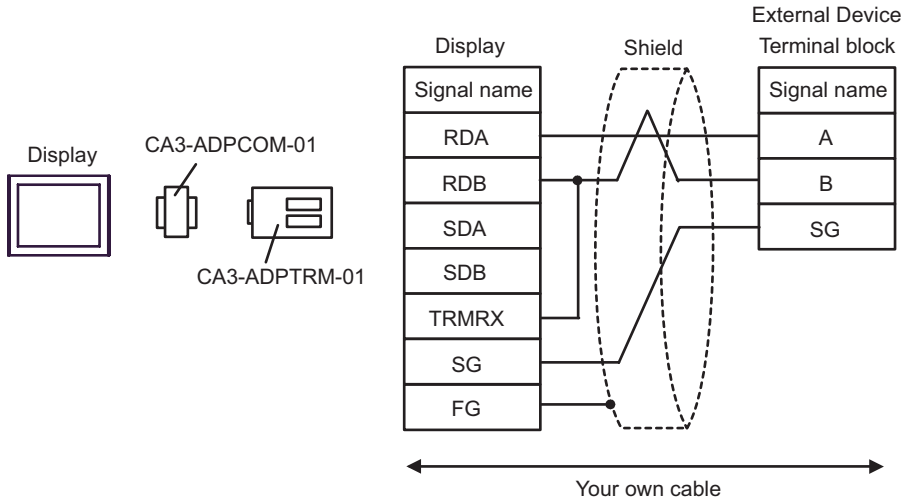 Display
CA3-ADPCOM-01
CA3-ADPTRM-01
Display
Signal name
RDA
RDB
SDA
SDB
TRMRX
SG
FG
Shield
External Device
Terminal block
Signal name
A
B
SG
Your own cable